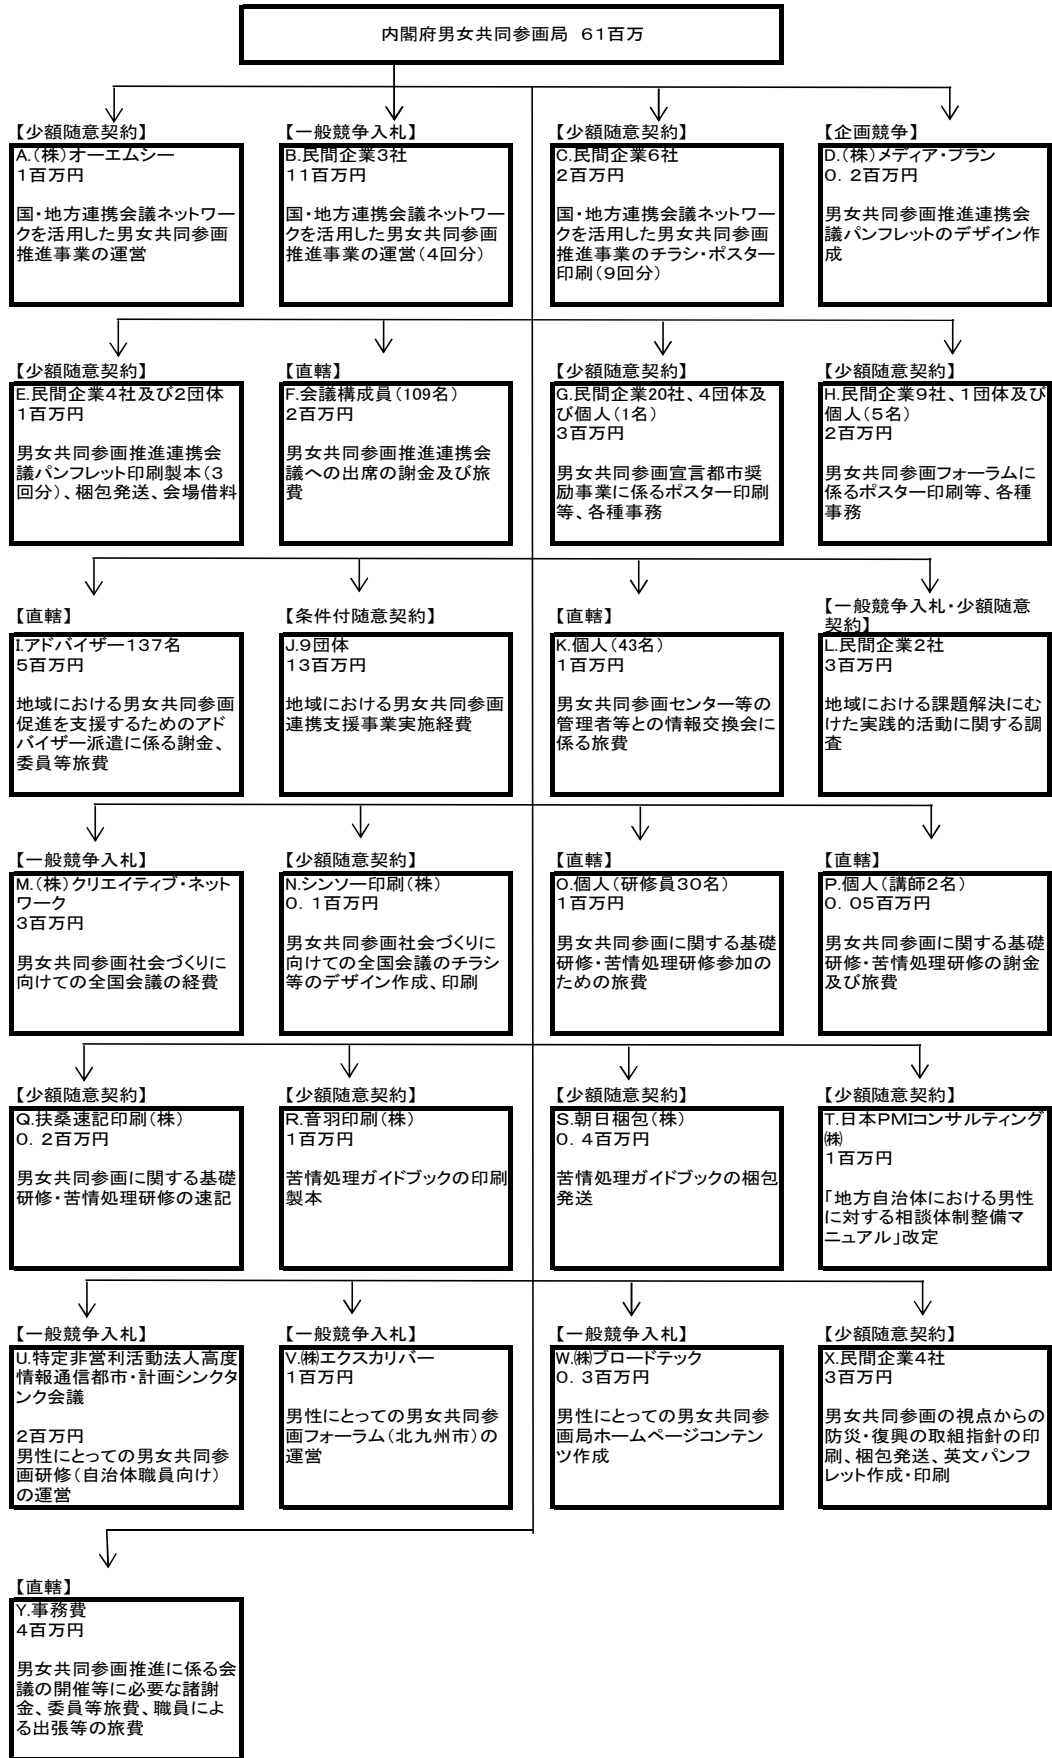 内閣府男女共同参画局 61百万
【少額随意契約】
A.(株)オーエムシー
1百万円
国・地方連携会議ネットワー
クを活用した男女共同参画
推進事業の運営
【一般競争入札】
B.民間企業3社
11百万円
国・地方連携会議ネットワー
クを活用した男女共同参画
推進事業の運営(4回分)
【少額随意契約】
C.民間企業6社
2百万円
国・地方連携会議ネットワー
クを活用した男女共同参画
推進事業のチラシ・ポスター
印刷(9回分)
【企画競争】
D.(株)メディア・プラン
0.2百万円
男女共同参画推進連携会
議パンフレットのデザイン作
成
【少額随意契約】
E.民間企業4社及び2団体
1百万円
男女共同参画推進連携会
議パンフレット印刷製本(3
回分)、梱包発送、会場借料
【直轄】
F.会議構成員(109名)
2百万円
男女共同参画推進連携会
議への出席の謝金及び旅
費
【少額随意契約】
G.民間企業20社、4団体及
び個人(1名)
3百万円
男女共同参画宣言都市奨
励事業に係るポスター印刷
等、各種事務
【少額随意契約】
H.民間企業9社、1団体及び
個人(5名)
2百万円
男女共同参画フォーラムに
係るポスター印刷等、各種
事務
【直轄】
I.アドバイザー137名
5百万円
地域における男女共同参画
促進を支援するためのアド
バイザー派遣に係る謝金、
委員等旅費
【条件付随意契約】
J.9団体
13百万円
地域における男女共同参画
連携支援事業実施経費
【直轄】
K.個人(43名)
1百万円
男女共同参画センター等の
管理者等との情報交換会に
係る旅費
【一般競争入札・少額随意
契約】
L.民間企業2社
3百万円
地域における課題解決にむ
けた実践的活動に関する調
査
【一般競争入札】
M.(株)クリエイティブ・ネット
ワーク
3百万円
男女共同参画社会づくりに
向けての全国会議の経費
【少額随意契約】
N.シンソー印刷(株)
0.1百万円
男女共同参画社会づくりに
向けての全国会議のチラシ
等のデザイン作成、印刷
【直轄】
O.個人(研修員30名)
1百万円
男女共同参画に関する基礎
研修・苦情処理研修参加の
ための旅費
【直轄】
P.個人(講師2名)
0.05百万円
男女共同参画に関する基礎
研修・苦情処理研修の謝金
及び旅費
【少額随意契約】
Q.扶桑速記印刷(株)
0.2百万円
男女共同参画に関する基礎
研修・苦情処理研修の速記
【少額随意契約】
R.音羽印刷(株)
1百万円
苦情処理ガイドブックの印刷
製本
【少額随意契約】
S.朝日梱包(株)
0.4百万円
苦情処理ガイドブックの梱包
発送
【少額随意契約】
T.日本PMIコンサルティング
㈱
1百万円
「地方自治体における男性
に対する相談体制整備マ
ニュアル」改定
【一般競争入札】
U.特定非営利活動法人高度
情報通信都市・計画シンクタ
ンク会議
2百万円
男性にとっての男女共同参
画研修(自治体職員向け)
の運営
【一般競争入札】
V.㈱エクスカリバー
1百万円
男性にとっての男女共同参
画フォーラム(北九州市)の
運営
【一般競争入札】
W.㈱ブロードテック
0.3百万円
男性にとっての男女共同参
画局ホームページコンテン
ツ作成
【少額随意契約】
X.民間企業4社
3百万円
男女共同参画の視点からの
防災・復興の取組指針の印
刷、梱包発送、英文パンフ
レット作成・印刷
【直轄】
Y.事務費
4百万円
男女共同参画推進に係る会
議の開催等に必要な諸謝
金、委員等旅費、職員によ
る出張等の旅費